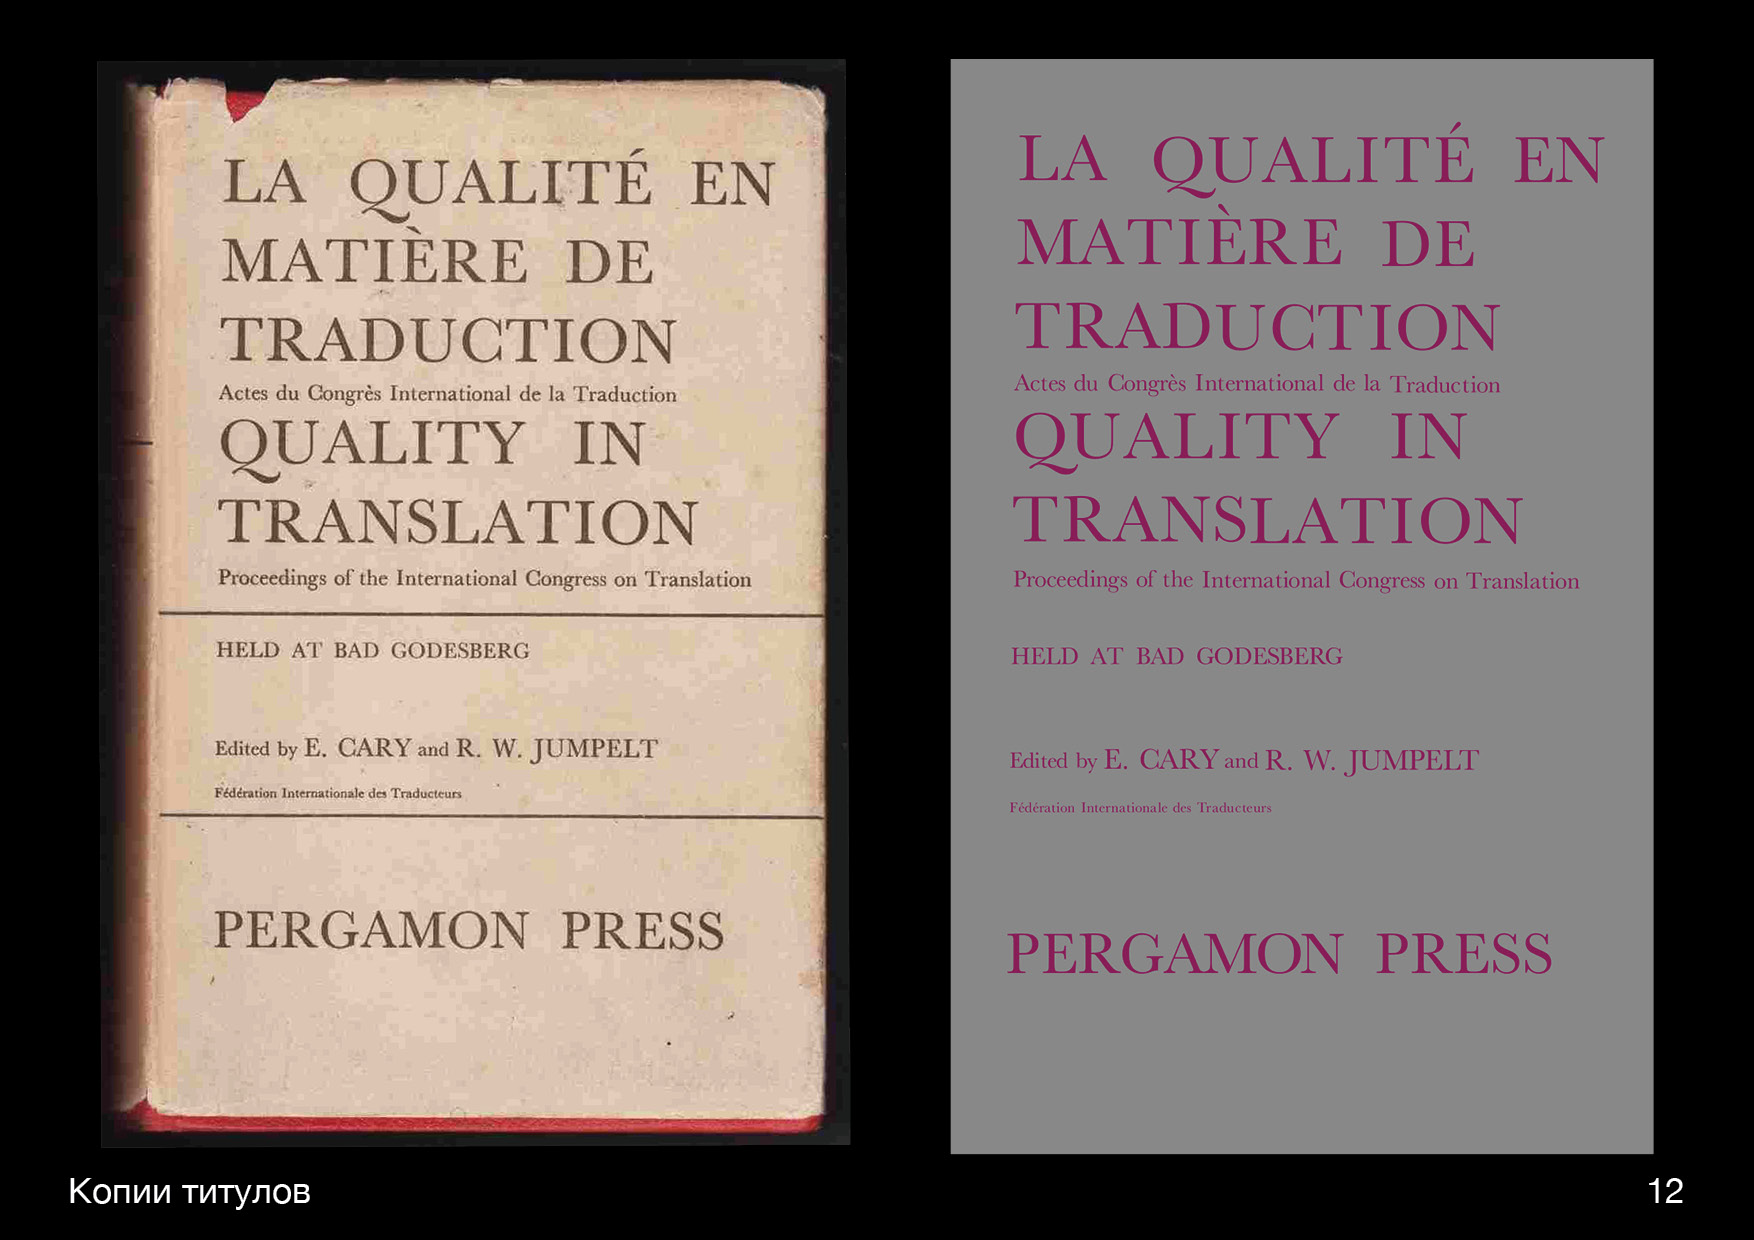 LA QUALITÉ EN
MATIÈRE DE
TRADUCTION
Actes du Congrès International de la Traduction
QUALITY IN
TRANSLATION
Proceedings of the International Congress on Translation
HELD AT BAD GODESBERG
Edited by E. CARY and R. W. JUMPELT
Fédération Internationale des Traducteurs
PERGAMON PRESS
LA QUALITÉ EN
MATIÈRE DE
TRADUCTION
Actes du Congrès International de la Traduction
QUALITY IN
TRANSLATION
Proceedings of the International Congress on Translation
HELD AT BAD GODESBERG
Edited by E. CARY and R. W. JUMPELT
Fédération Internationale des Traducteurs
PERGAMON PRESS
Копии титулов
12